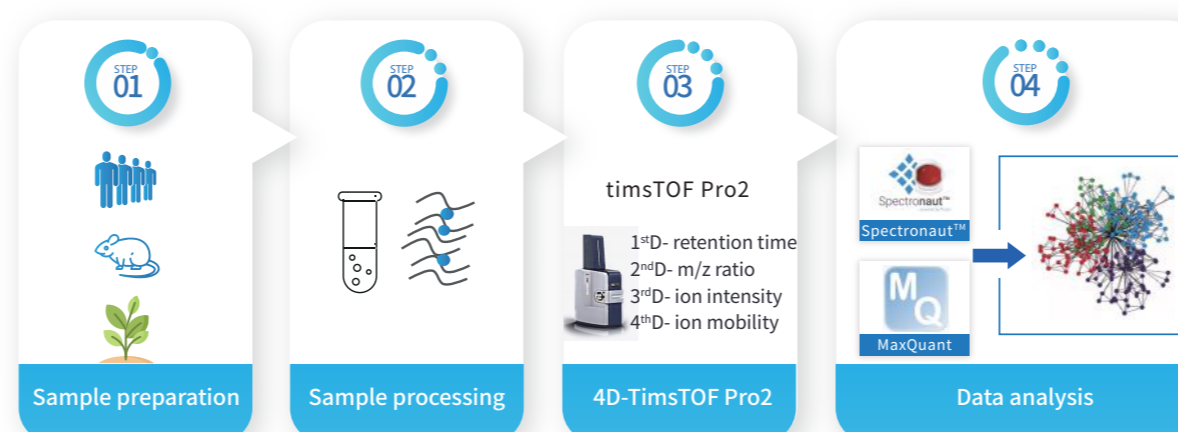 STEP
01
Sample preparation
STEP
02
Sample processing
STEP
03
timsTOF Pro2
1stD- retention time
2ndD- m/z ratio
3rdD- ion intensity
4thD- ion mobility
4D-TimsTOF Pro2
STEP
04
Spectronaut™
Spectronaut™
MQ
MaxQuant
Data analysis